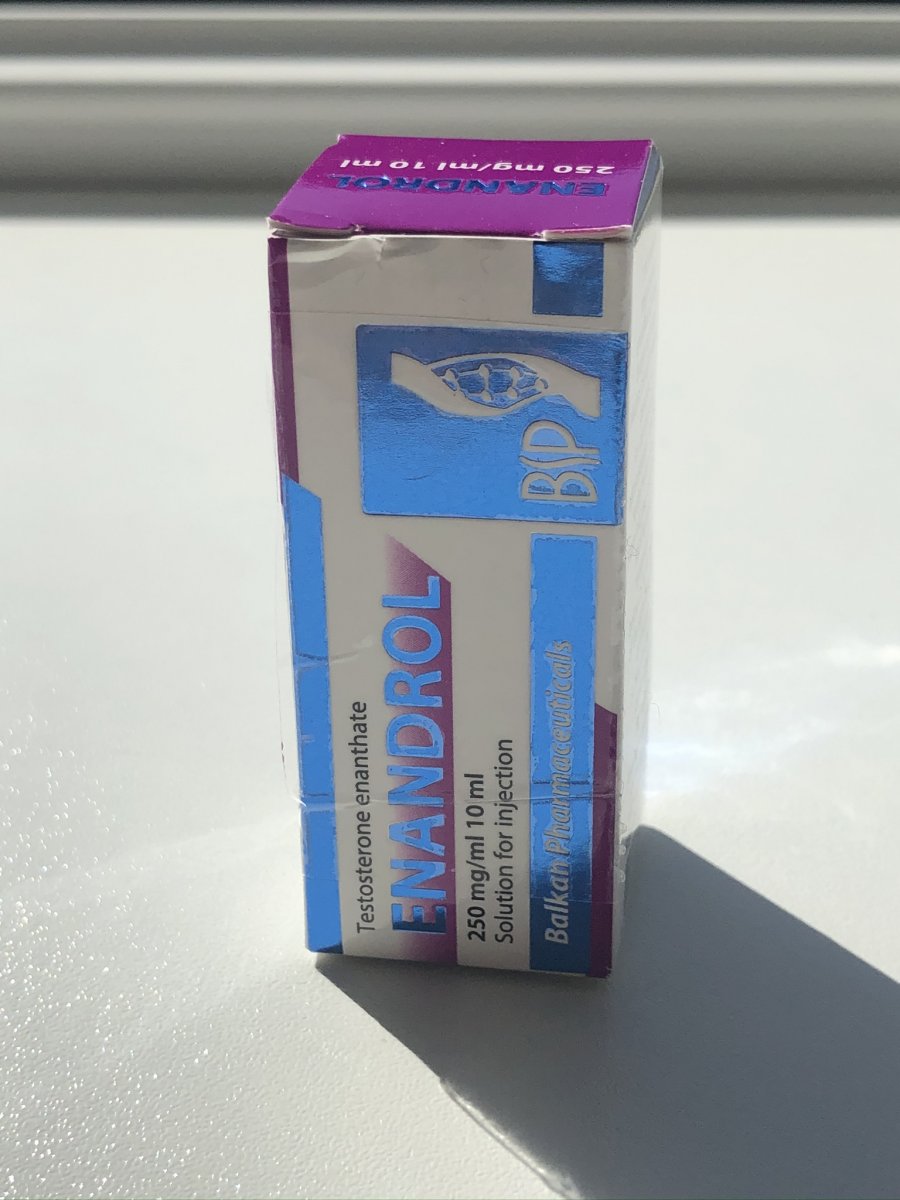 ENANDROL
250 mg/ml 10 ml
BSP
Testosterone enanthate
ENANDROL
250 mg/ml 10 ml
Solution for injection
Balkan Pharmaceuticals